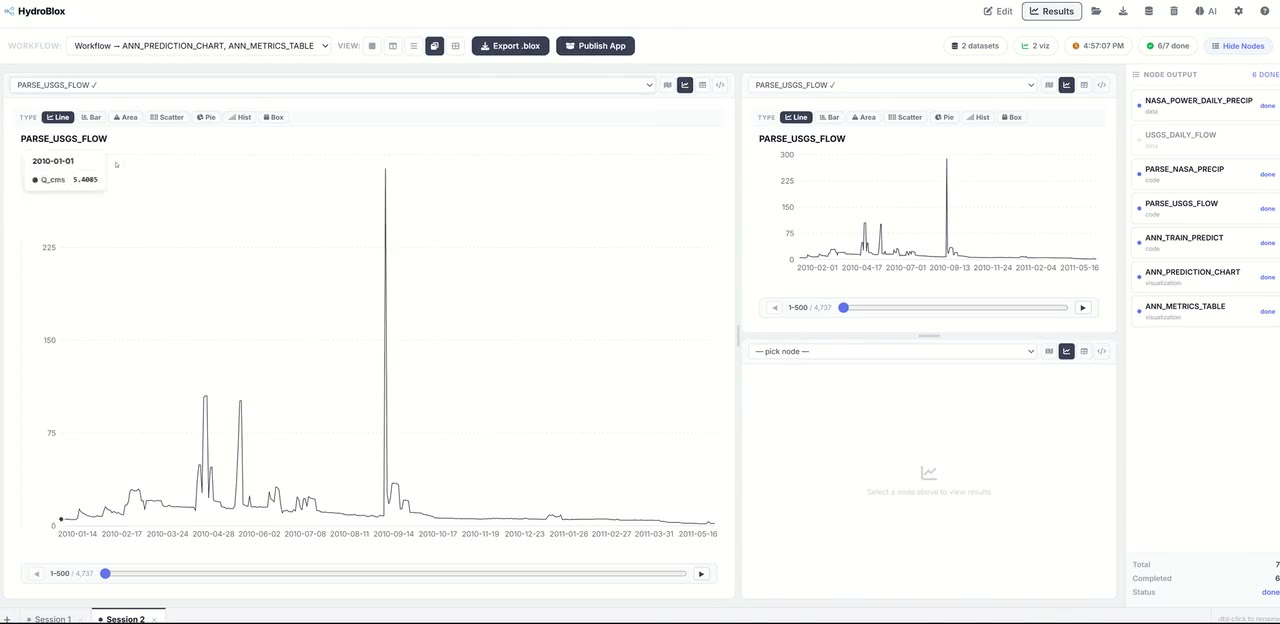 HydroBlox
Edit Results AI
WORKFLOW: Workflow → ANN_PREDICTION_CHART, ANN_METRICS_TABLE VIEW: Export .blox Publish App 2 datasets 2 viz 4:57:07 PM 6/7 done Hide Nodes
PARSE_USGS_FLOW ✓
TYPE Line Bar Area Scatter Pie Hist Box
PARSE_USGS_FLOW
2010-01-01
Q_cms 5.4085
225
150
75
0
2010-01-14 2010-02-17 2010-03-24 2010-04-28 2010-06-02 2010-07-08 2010-08-11 2010-09-14 2010-10-17 2010-11-19 2010-12-23 2011-01-26 2011-02-27 2011-03-31 2011-05-16
1–500 / 4,737
PARSE_USGS_FLOW ✓
TYPE Line Bar Area Scatter Pie Hist Box
PARSE_USGS_FLOW
300
225
150
75
0
2010-02-01 2010-04-17 2010-07-01 2010-09-13 2010-11-24 2011-02-04 2011-05-16
1–500 / 4,737
— pick node —
Select a node above to view results
NODE OUTPUT 6 DONE
NASA_POWER_DAILY_PRECIP done
data
USGS_DAILY_FLOW
data
PARSE_NASA_PRECIP done
code
PARSE_USGS_FLOW done
code
ANN_TRAIN_PREDICT done
code
ANN_PREDICTION_CHART done
visualization
ANN_METRICS_TABLE done
visualization
Total 7
Completed 6
Status done
+ Session 1 Session 2 ×
dbl-click to rename